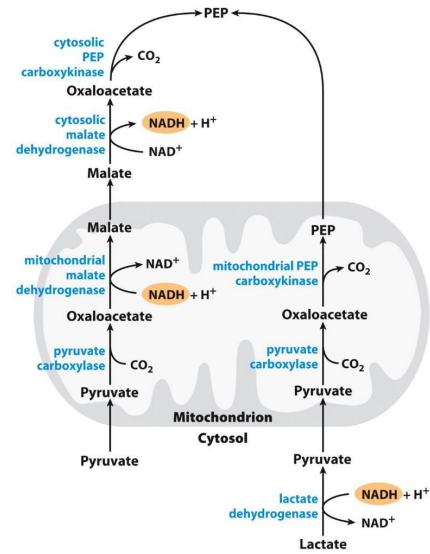 PEP
cytosolic
PEP
carboxykinase
CO2
Oxaloacetate
cytosolic
malate
dehydrogenase
NADH + H+
NAD+
Malate
Malate
mitochondrial
malate
dehydrogenase
NAD+
NADH + H+
Oxaloacetate
pyruvate
carboxylase
CO2
Pyruvate
Pyruvate
PEP
mitochondrial PEP
carboxykinase
CO2
Oxaloacetate
pyruvate
carboxylase
CO2
Pyruvate
Mitochondrion
Cytosol
Pyruvate
lactate
dehydrogenase
NADH + H+
NAD+
Lactate